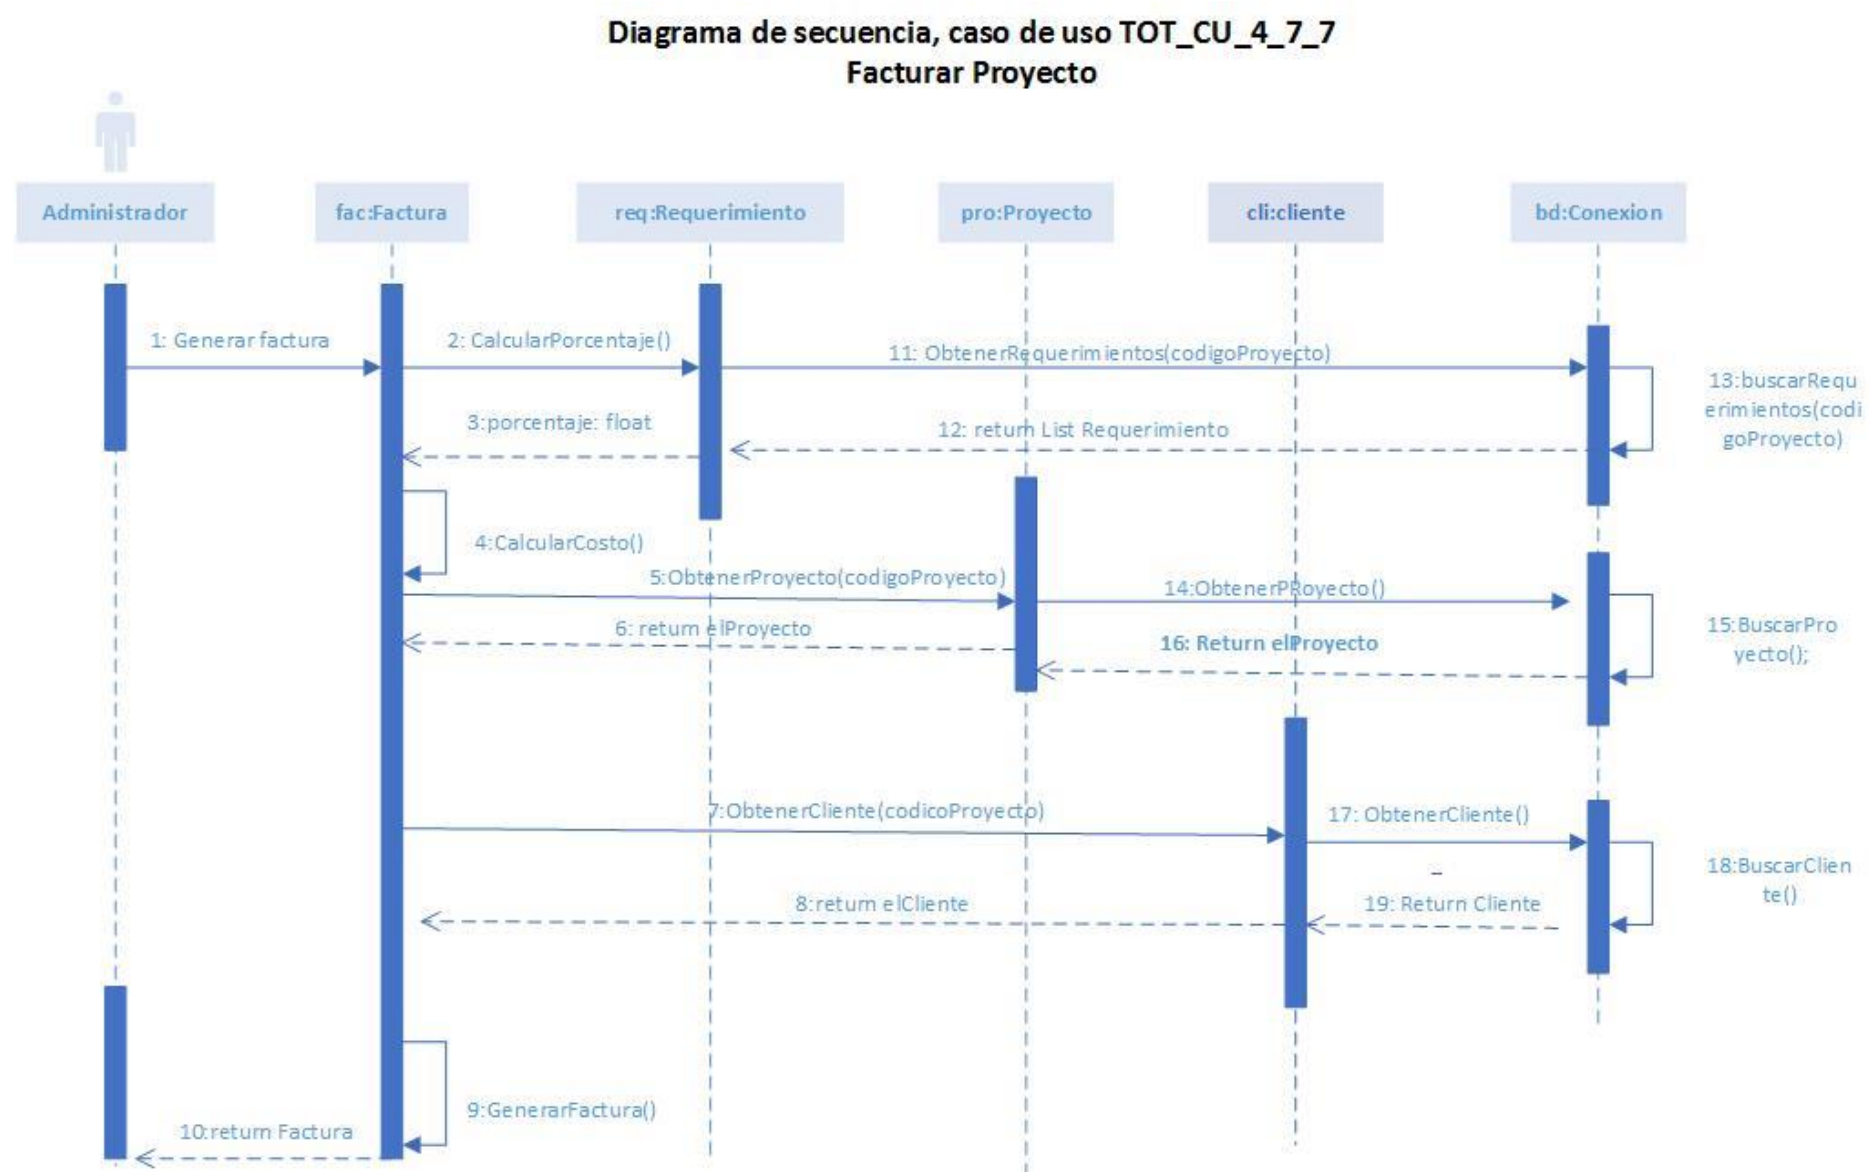 Diagrama de secuencia, caso de uso TOT_CU_4_7_7
Facturar Proyecto
Administrador
fac:Factura
req:Requerimiento
pro:Proyecto
cli:cliente
bd:Conexion
1: Generar factura
2: CalcularPorcentaje()
11: ObtenerRequerimientos(codigoProyecto)
13:buscarRequ
erimientos(codi
goProyecto)
3:porcentaje: float
12: return List Requerimiento
4:CalcularCosto()
5:ObtenerProyecto(codigoProyecto)
14:ObtenerPRoyecto()
6: return elProyecto
16: Return elProyecto
15:BuscarPro
yecto();
7:ObtenerCliente(codicoProyecto)
17: ObtenerCliente()
18:BuscarClien
te()
8:return elCliente
19: Return Cliente
9:GenerarFactura()
10:return Factura